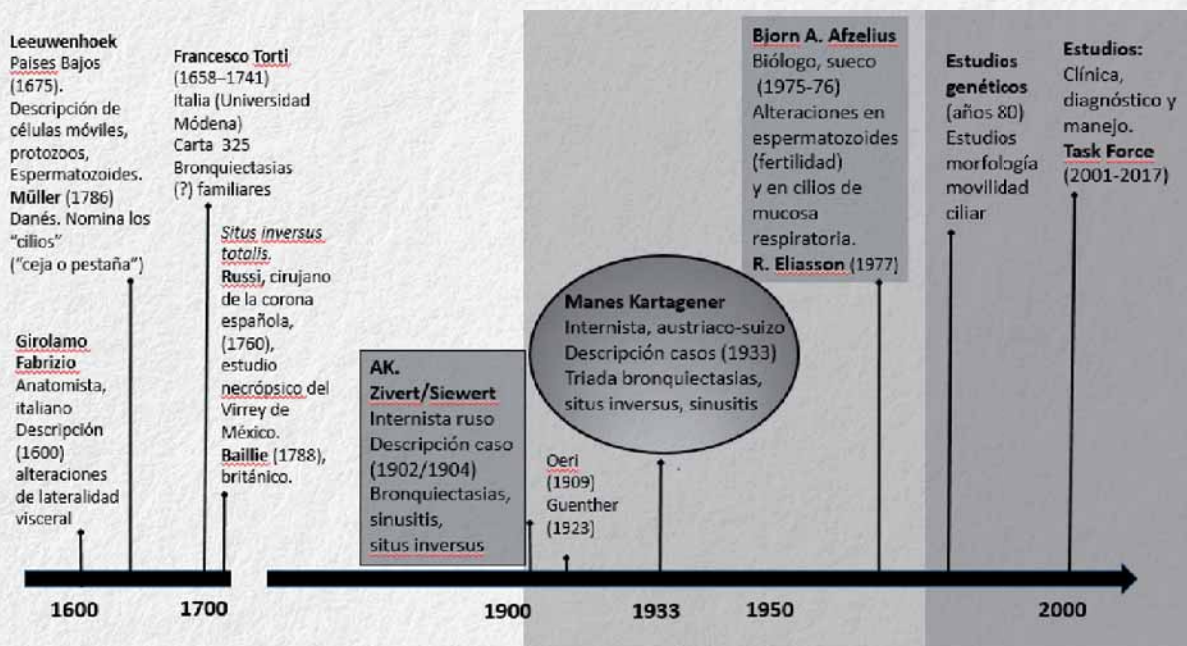 Leeuwenhoek
Paises Bajos
(1675).
Descripción de
células móviles,
protozoos,
Espermatozoides.
Müller (1786)
Danés. Nomina los
"cilios"
("ceja o pestaña")
Girolamo
Fabrizio
Anatomista,
italiano
Descripción
(1600)
alteraciones
de lateralidad
visceral
Francesco Torti
(1658–1741)
Italia (Universidad
Módena)
Carta 325
Bronquiectasias
(?) familiares
Situs inversus
totalis.
Russi, cirujano
de la corona
española,
(1760),
estudio
necrópsico del
Virrey de
México.
Baillie (1788),
británico.
AK.
Zivert/Siewert
Internista ruso
Descripción caso
(1902/1904)
Bronquiectasias,
sinusitis,
situs inversus
Oeri
(1909)
Guenther
(1923)
Manes Kartagener
Internista, austriaco-suizo
Descripción casos (1933)
Triada bronquiectasias,
situs inversus, sinusitis
Bjorn A. Afzelius
Biólogo, sueco
(1975-76)
Alteraciones en
espermatozoides
(fertilidad)
y en cilios de
mucosa
respiratoria.
R. Eliasson (1977)
Estudios
genéticos
(años 80)
Estudios
morfología
movilidad
ciliar
Estudios:
Clínica,
diagnóstico y
manejo.
Task Force
(2001-2017)
1600
1700
1900
1933
1950
2000